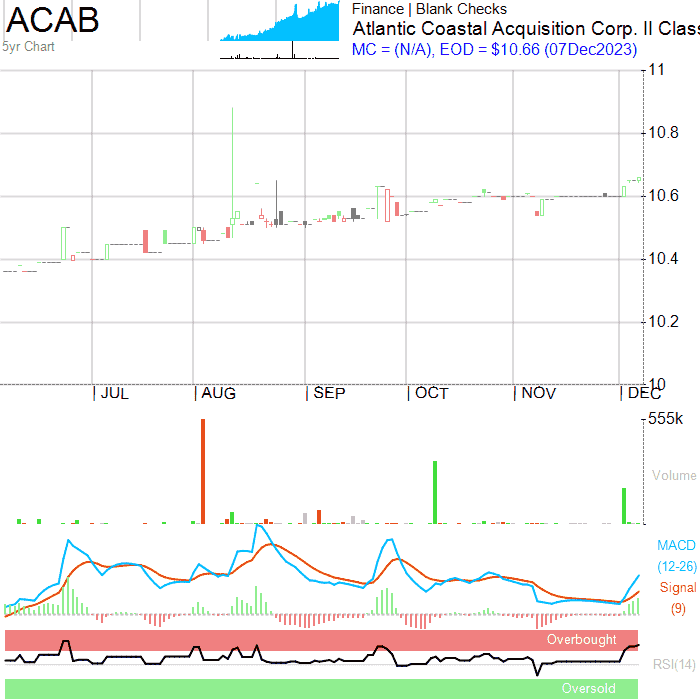 ACAB
5yr Chart
Finance | Blank Checks
Atlantic Coastal Acquisition Corp. II Clas
MC = (N/A), EOD = $10.66 (07Dec2023)
11
10.8
10.6
10.4
10.2
10
JUL
AUG
SEP
OCT
NOV
DEC
555k
Volume
MACD
(12-26)
Signal
(9)
Overbought
RSI(14)
Oversold